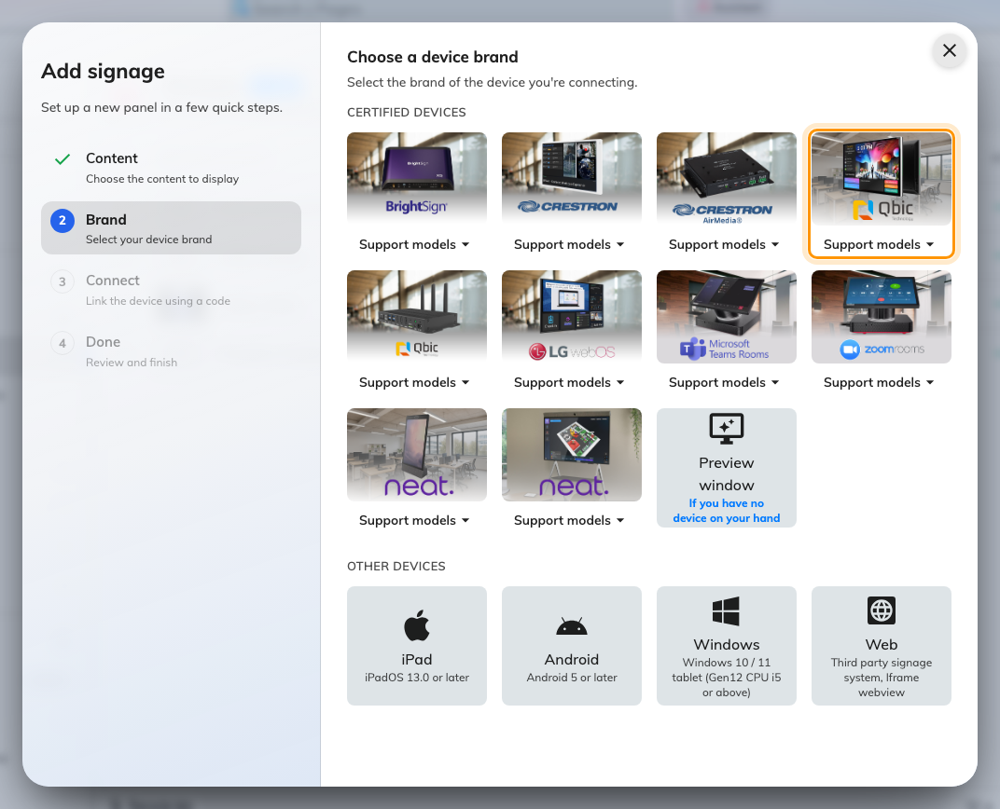 Add signage
Set up a new panel in a few quick steps.
Content
Choose the content to display
2
Brand
Select your device brand
3
Connect
Link the device using a code
4
Done
Review and finish
Choose a device brand
Select the brand of the device you're connecting.
CERTIFIED DEVICES
BrightSign
CRESTRON
CRESTRON
AirMedia®
Qbic
Technology
Support models
Support models
Support models
Support models
Qbic
LG webOS
Microsoft
Teams Rooms
zoomrooms
Support models
Support models
Support models
Support models
neat.
neat.
Preview
window
If you have no
device on your hand
Support models
Support models
OTHER DEVICES
iPad
iPadOS 13.0 or later
Android
Android 5 or later
Windows
Windows 10 / 11
tablet (Gen12 CPU i5
or above)
Web
Third party signage
system, Iframe
webview